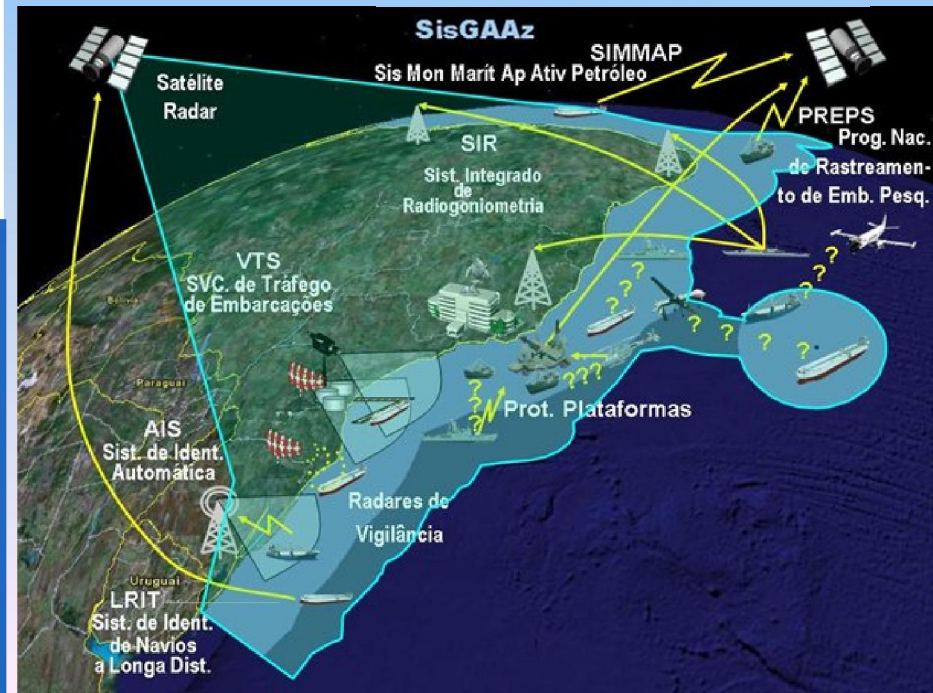 SisGAAz
SIMMAP
Sis Mon Marít Ap Ativ Petróleo
Satélite
Radar
PREPS
Prog. Nac.
de Rastreamen-
to de Emb. Pesq.
SIR
Sist. Integrado
de
Radiogoniometria
VTS
SVC. de Tráfego
de Embarcações
Bolivia
Paraguai
? ? ?
? ? ?
? ? ? ?
? ? ?
? ? ?
Prot. Plataformas
AIS
Sist. de Ident.
Automática
Radares de
Vigilância
Uruguai
LRIT
Sist. de Ident.
de Navios
a Longa Dist.